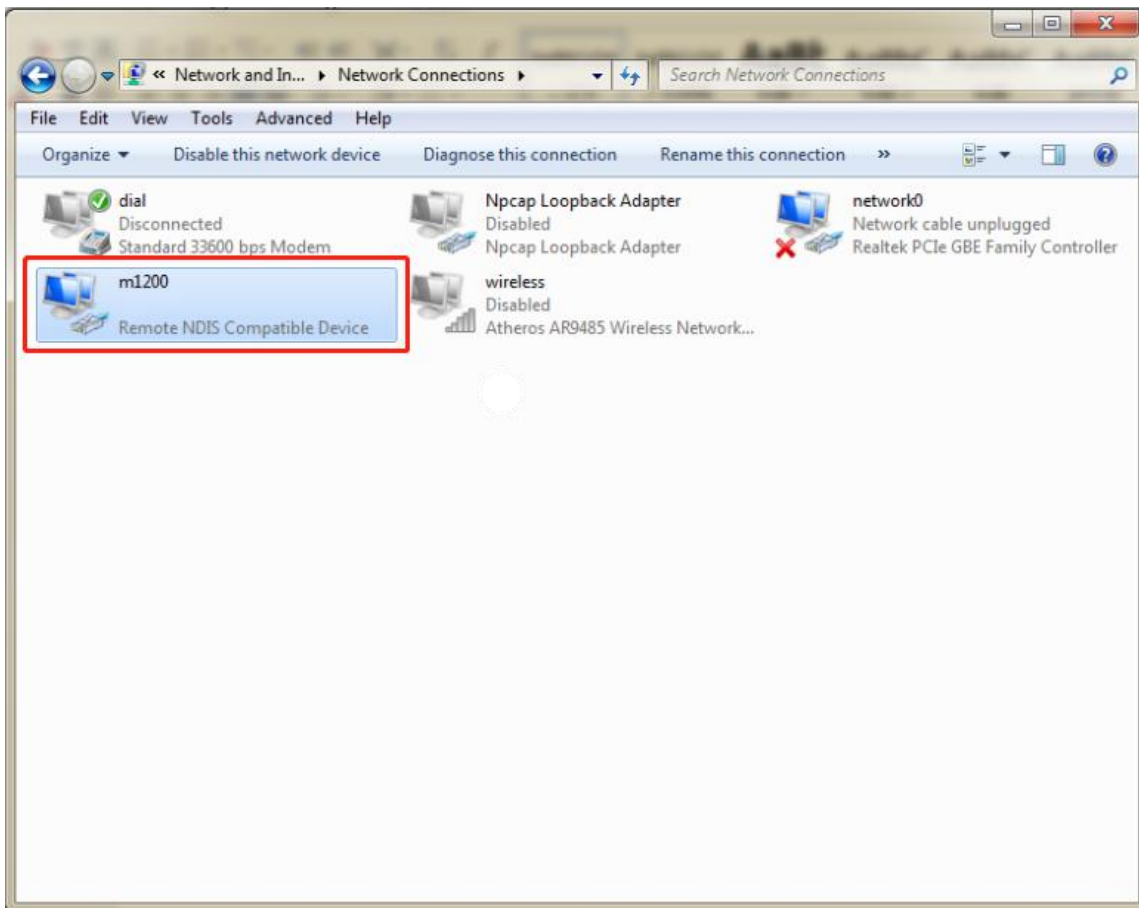 « Network and In... ▸ Network Connections ▸
Search Network Connections
File Edit View Tools Advanced Help
Organize Disable this network device Diagnose this connection Rename this connection »
dial
Disconnected
Standard 33600 bps Modem
Npcap Loopback Adapter
Disabled
Npcap Loopback Adapter
network0
Network cable unplugged
Realtek PCIe GBE Family Controller
m1200
Remote NDIS Compatible Device
wireless
Disabled
Atheros AR9485 Wireless Network...